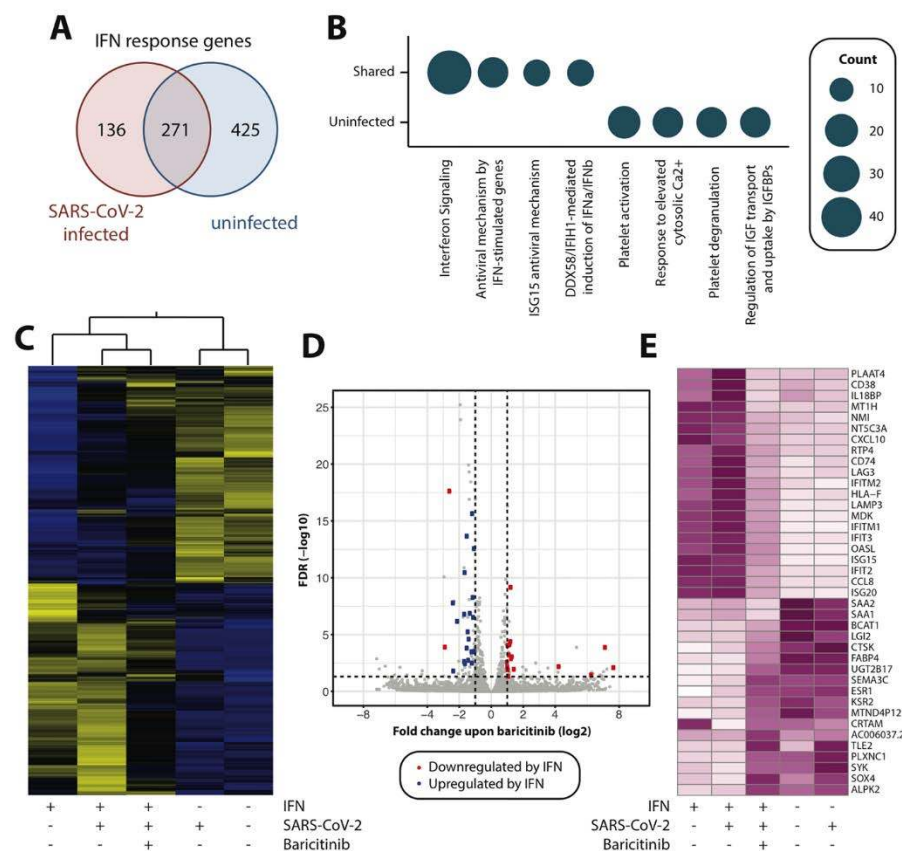 A
IFN response genes
136
271
425
SARS-CoV-2
infected
uninfected
B
Shared
Uninfected
Interferon Signaling
Antiviral mechanism by
IFN-stimulated genes
ISG15 antiviral mechanism
DDX58/IFIH1-mediated
induction of IFNa/IFNb
Platelet activation
Response to elevated
cytosolic Ca2+
Platelet degranulation
Regulation of IGF transport
and uptake by IGFBPs
Count
10
20
30
40
C
IFN + + + - -
SARS-CoV-2 - + + + -
Baricitinib - - + - -
D
FDR (−log10)
25
20
15
10
5
0
−8 −4 0 4 8
Fold change upon baricitinib (log2)
Downregulated by IFN
Upregulated by IFN
E
PLAAT4
CD38
IL18BP
MT1H
NMI
NT5C3A
CXCL10
RTP4
CD74
LAG3
IFITM2
HLA−F
LAMP3
MDK
IFITM1
IFIT3
OASL
ISG15
IFIT2
CCL8
ISG20
SAA2
SAA1
BCAT1
LGI2
CTSK
FABP4
UGT2B17
SEMA3C
ESR1
KSR2
MTND4P12
CRTAM
AC006037.2
TLE2
PLXNC1
SYK
SOX4
ALPK2
IFN + + + - -
SARS-CoV-2 - + + - +
Baricitinib - - + - -